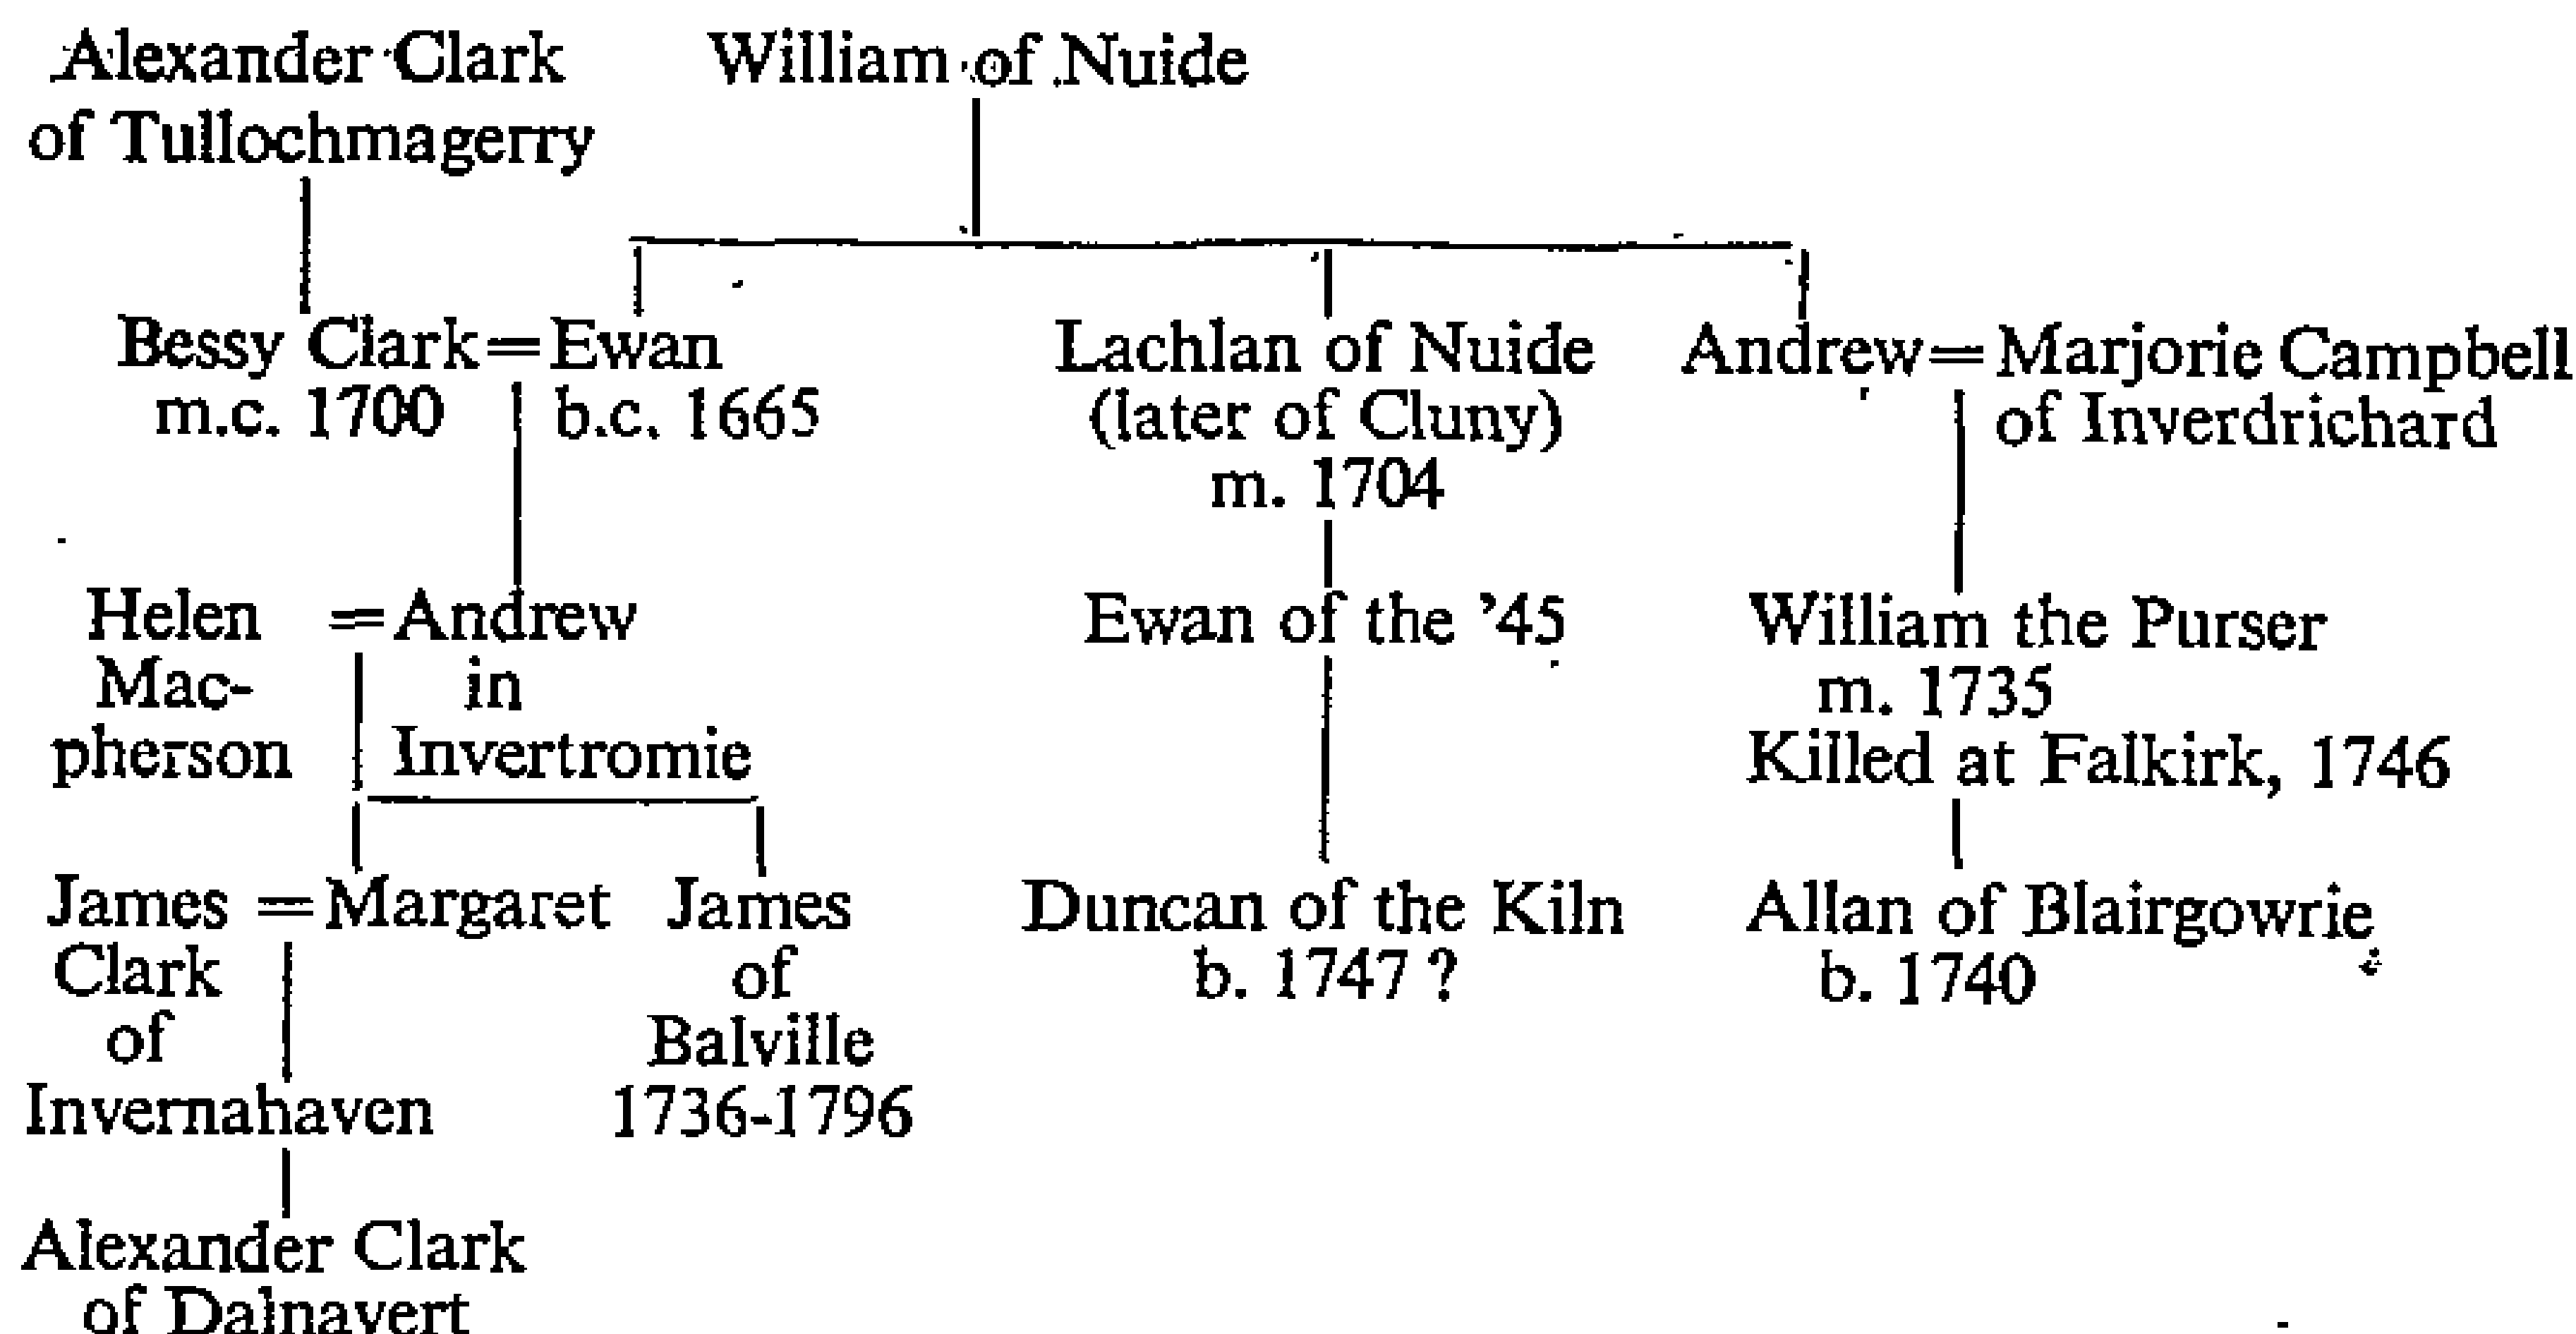 Alexander Clark
of Tullochmagerry
William of Nuide
Bessy Clark = Ewan
m.c. 1700
b.c. 1665
Lachlan of Nuide
(later of Cluny)
m. 1704
Andrew = Marjorie Campbell
of Inverdrichard
Helen
Mac-
pherson
= Andrew
in
Invertromie
Ewan of the '45
William the Purser
m. 1735
Killed at Falkirk, 1746
James
Clark
of
Invernahaven
= Margaret
James
of
Balville
1736-1796
Duncan of the Kiln
b. 1747 ?
Allan of Blairgowrie
b. 1740
Alexander Clark
of Dalnavert